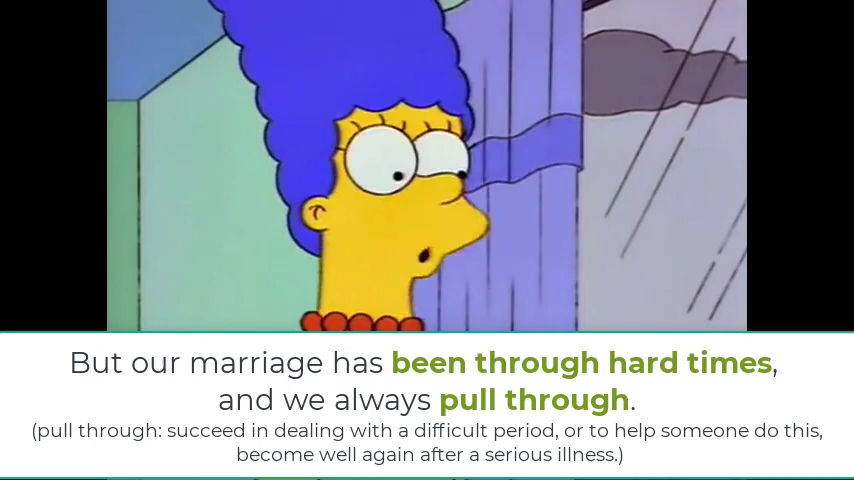 But our marriage has been through hard times,
and we always pull through.
(pull through: succeed in dealing with a difficult period, or to help someone do this,
become well again after a serious illness.)